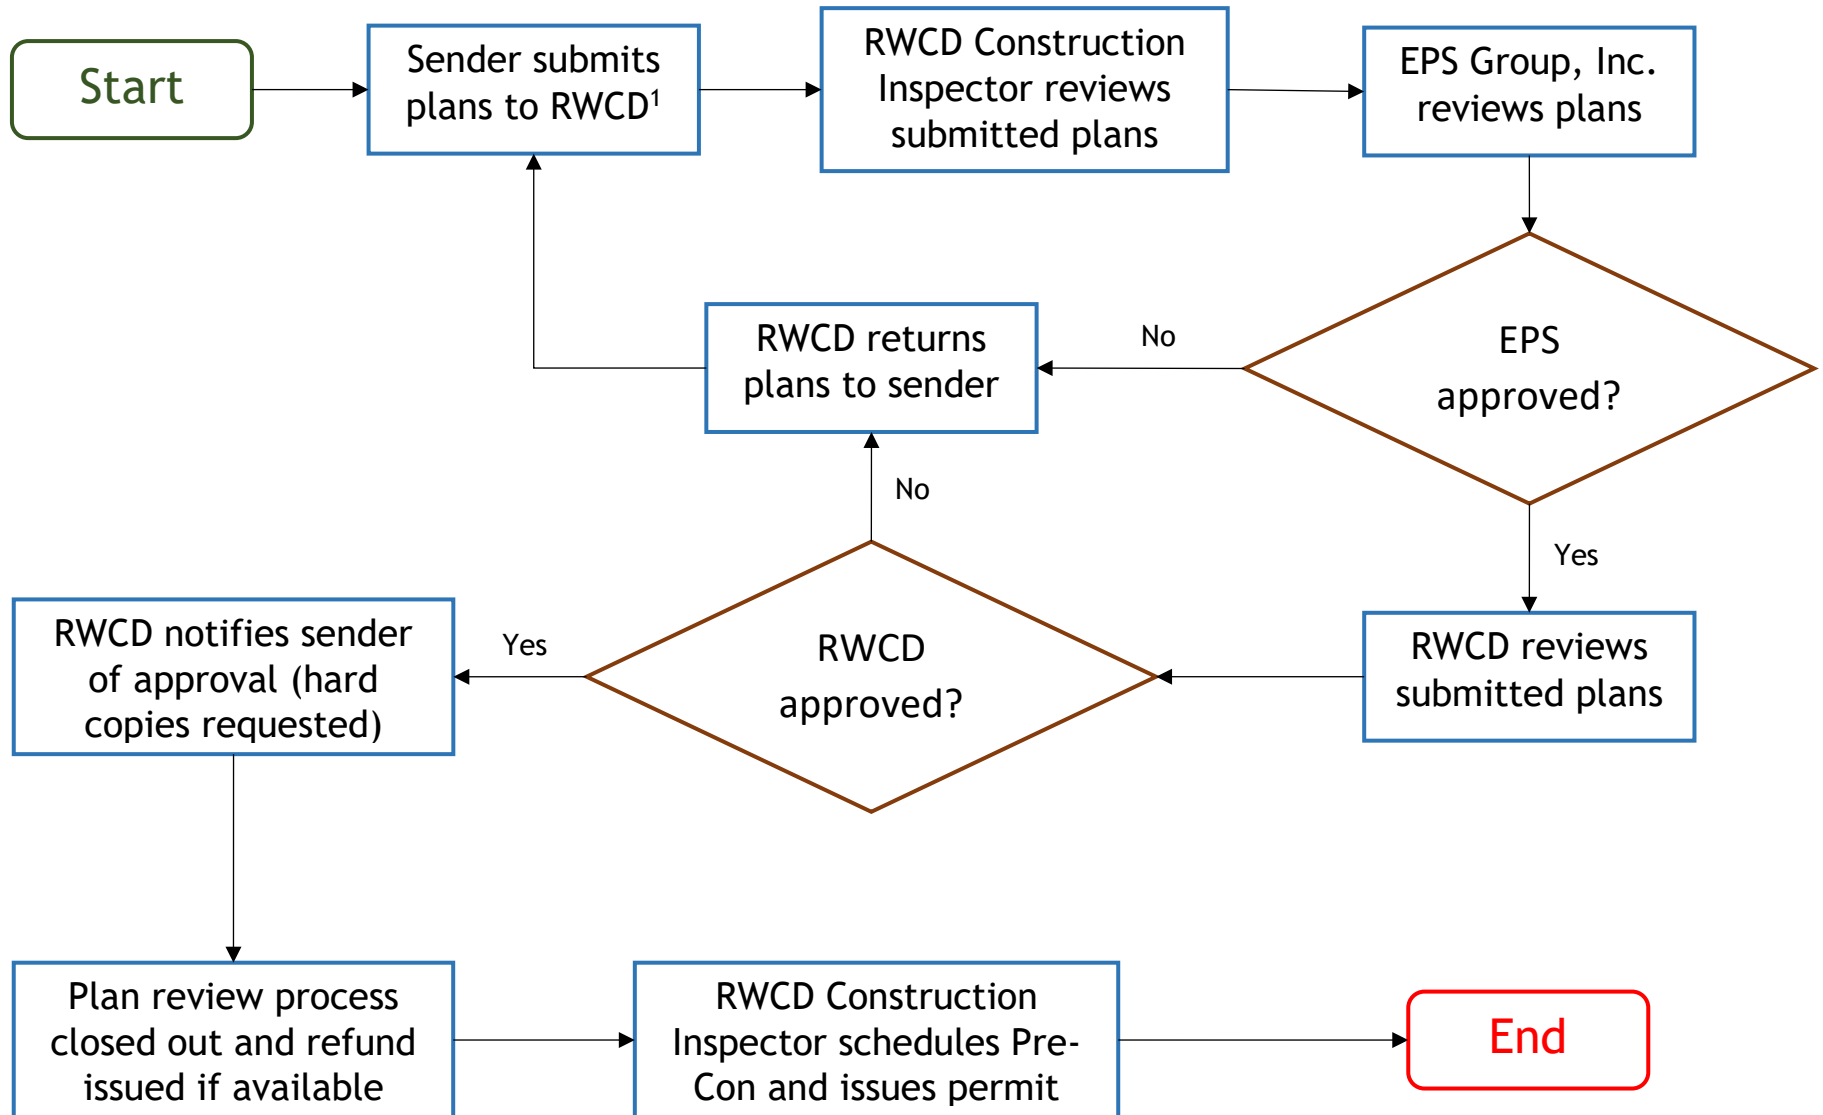 Start
Sender submits
plans to RWCD¹
RWCD Construction
Inspector reviews
submitted plans
EPS Group, Inc.
reviews plans
EPS
approved?
No
RWCD returns
plans to sender
No
Yes
RWCD reviews
submitted plans
RWCD
approved?
Yes
RWCD notifies sender
of approval (hard
copies requested)
Plan review process
closed out and refund
issued if available
RWCD Construction
Inspector schedules Pre-
Con and issues permit
End